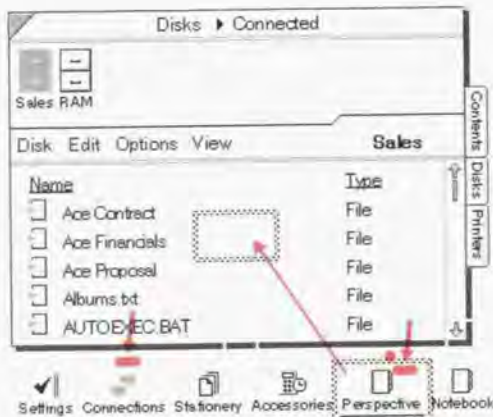 Disks ▸ Connected
Sales RAM
Disk Edit Options View Sales
Name Type
Ace Contract File
Ace Financials File
Ace Proposal File
Albums.txt File
AUTOEXEC.BAT File
Contents
Disks
Printers
Settings Connections Stationery Accessories Perspective Notebook